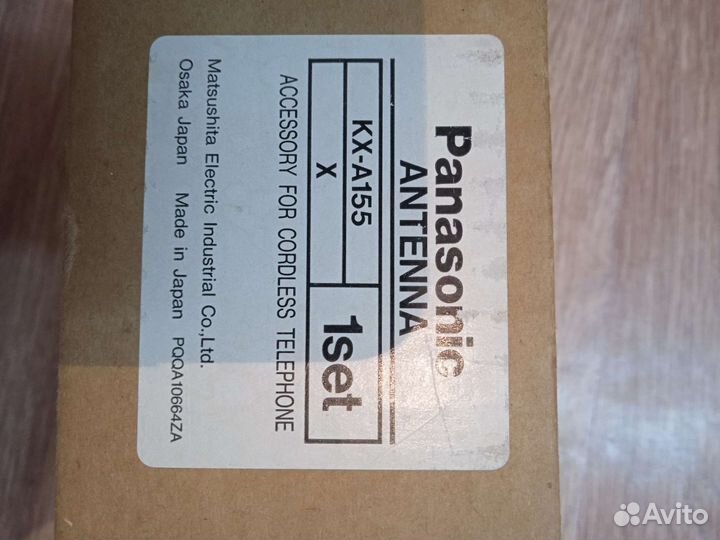 Panasonic
ANTENNA
KX-A155
X
1set
ACCESSORY FOR CORDLESS TELEPHONE
Matsushita Electric Industrial Co.,Ltd.
Osaka Japan Made in Japan PQQA10664ZA
Avito